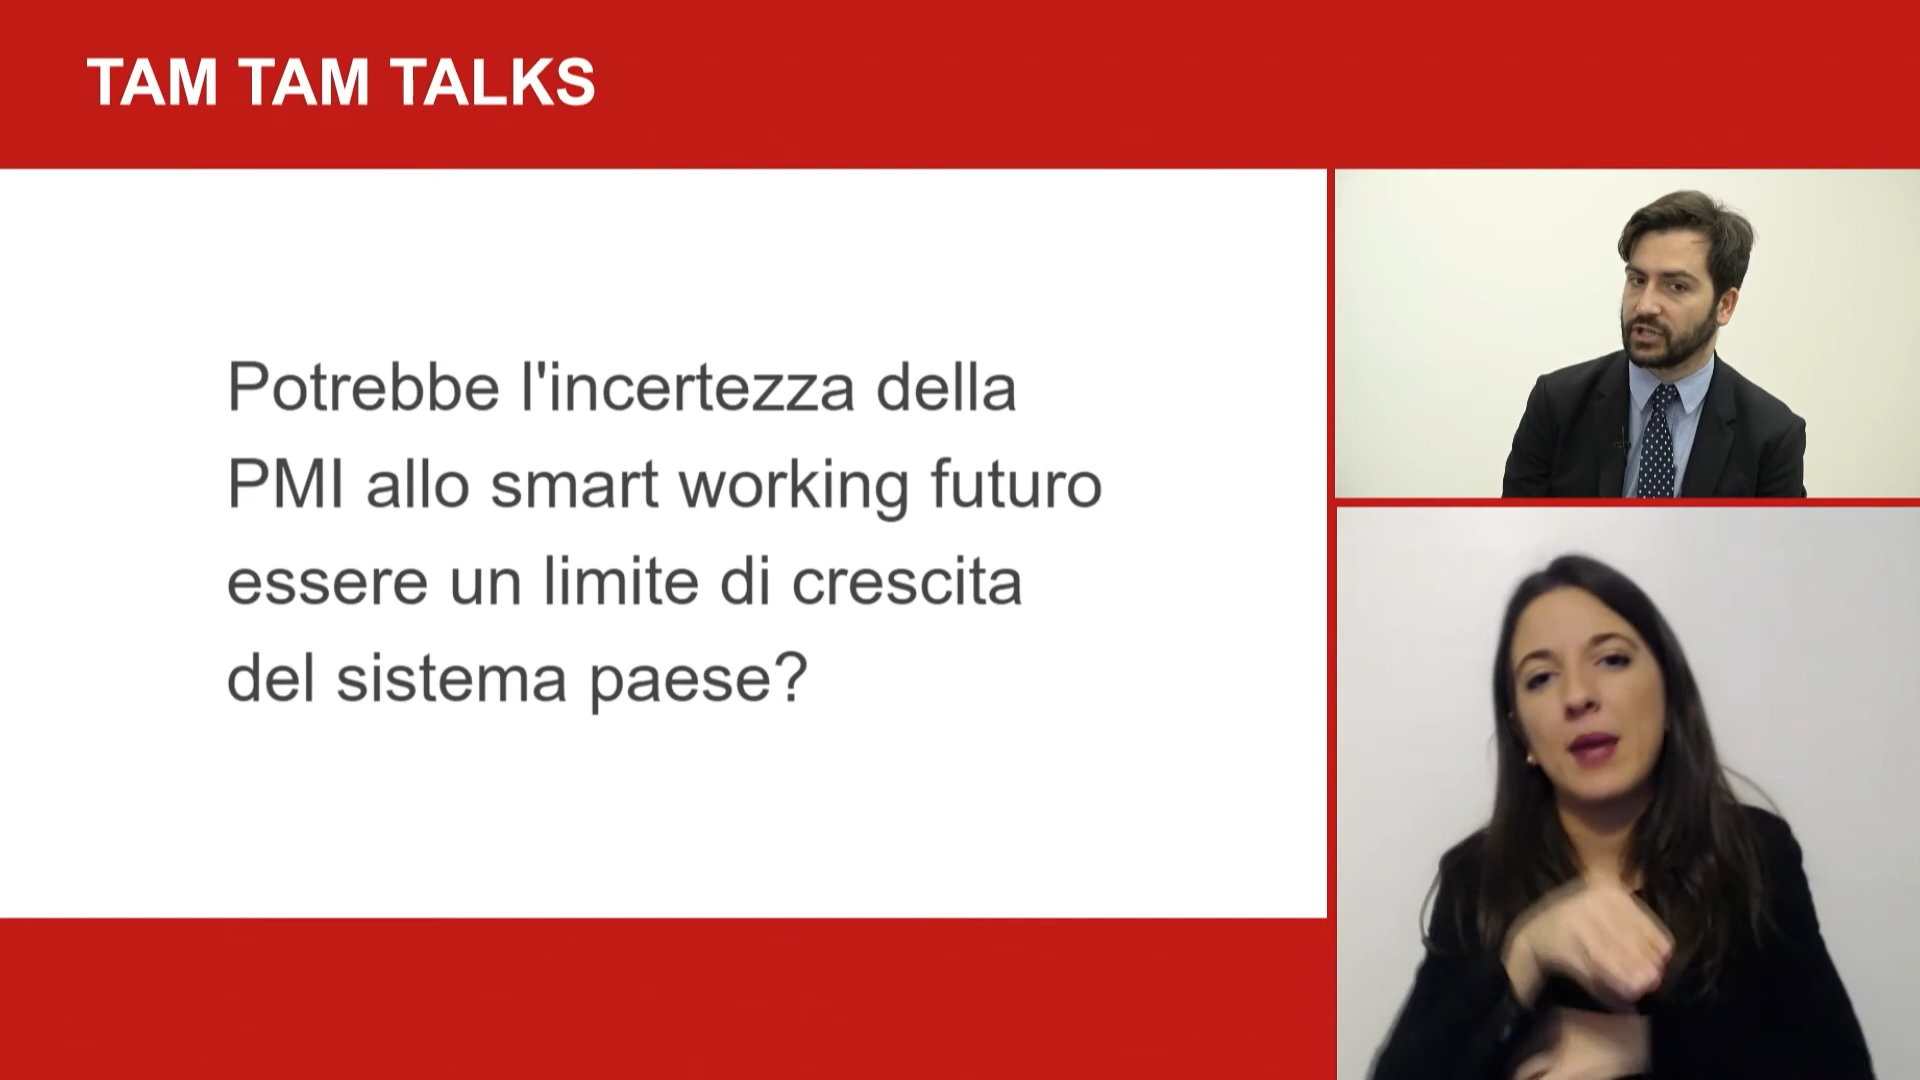 TAM TAM TALKS
Potrebbe l'incertezza della
PMI allo smart working futuro
essere un limite di crescita
del sistema paese?